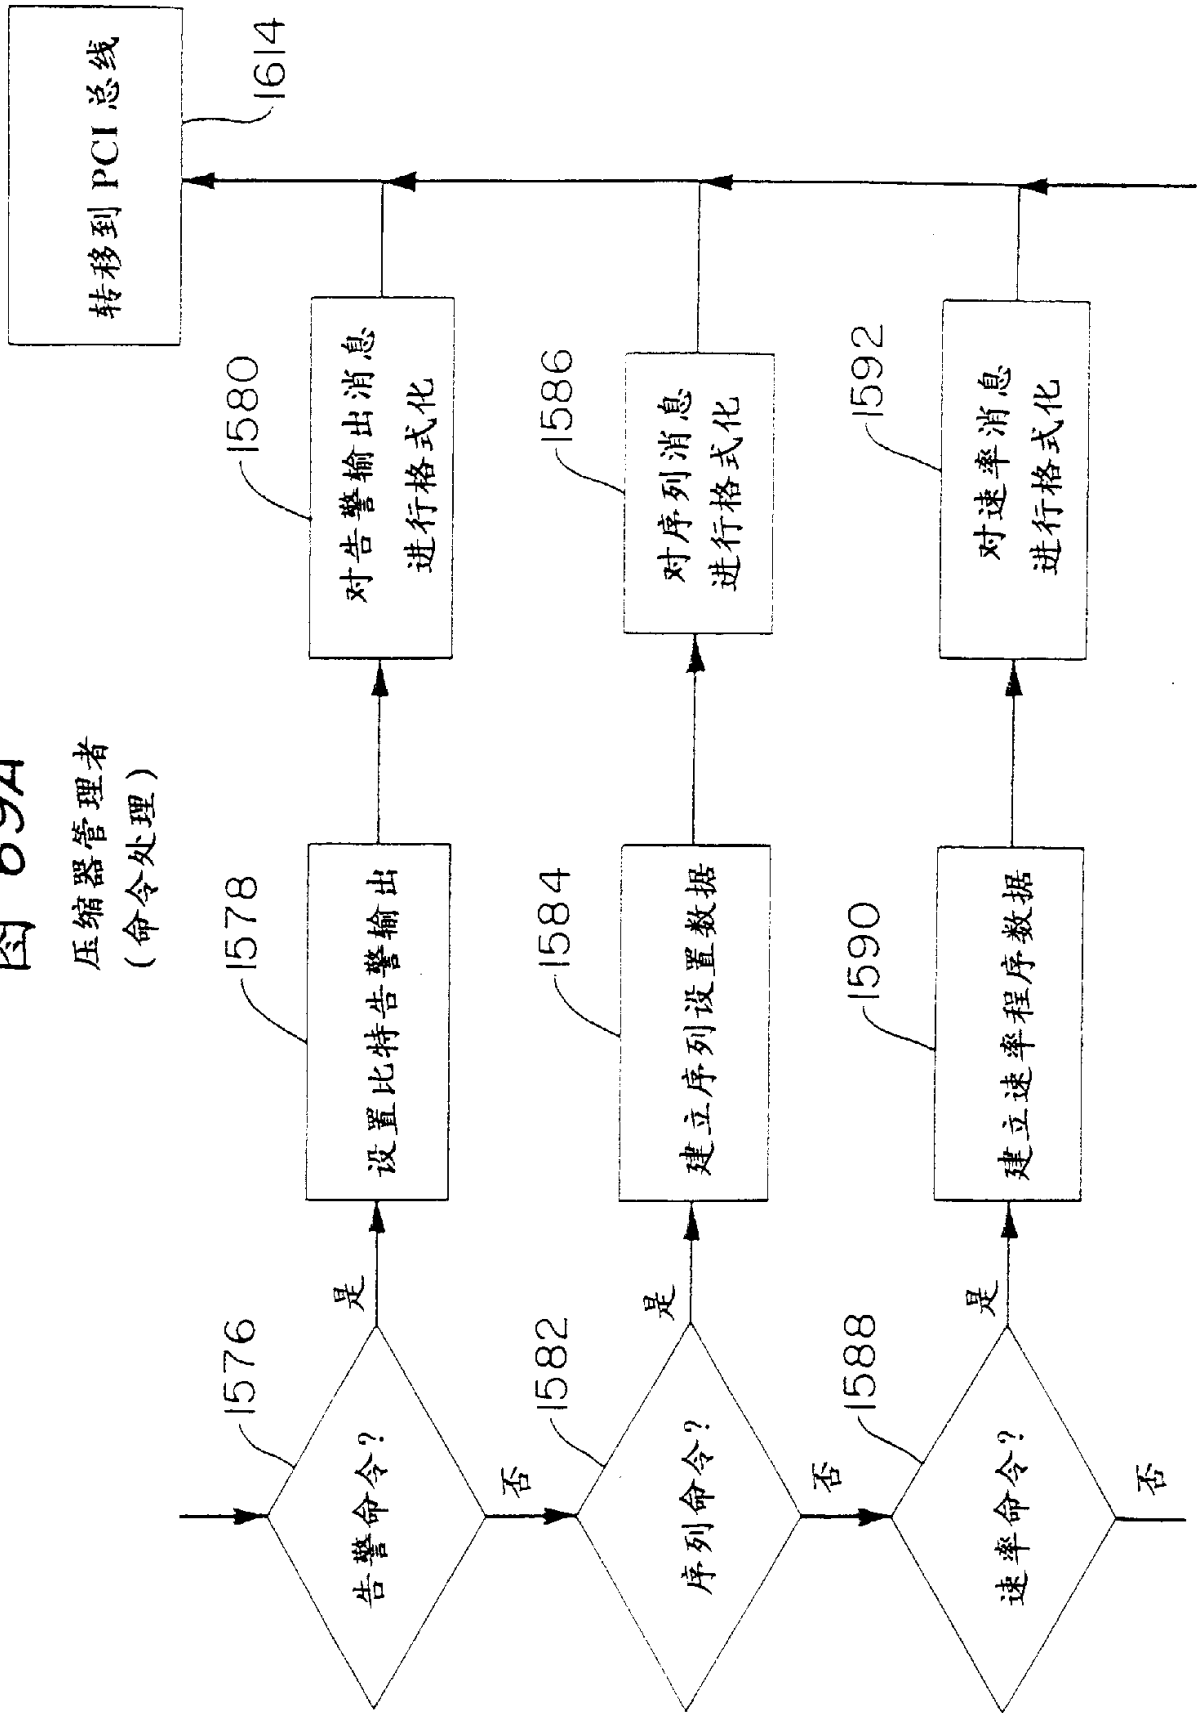 图 69A
压缩器管理者
(命令处理)
转移到 PCI 总线
1614
1576
告警命令?
是
否
1578
设置比特告警输出
1580
对告警输出消息
进行格式化
1582
序列命令?
是
否
1584
建立序列设置数据
1586
对序列消息
进行格式化
1588
速率命令?
是
否
1590
建立速率程序数据
1592
对速率消息
进行格式化